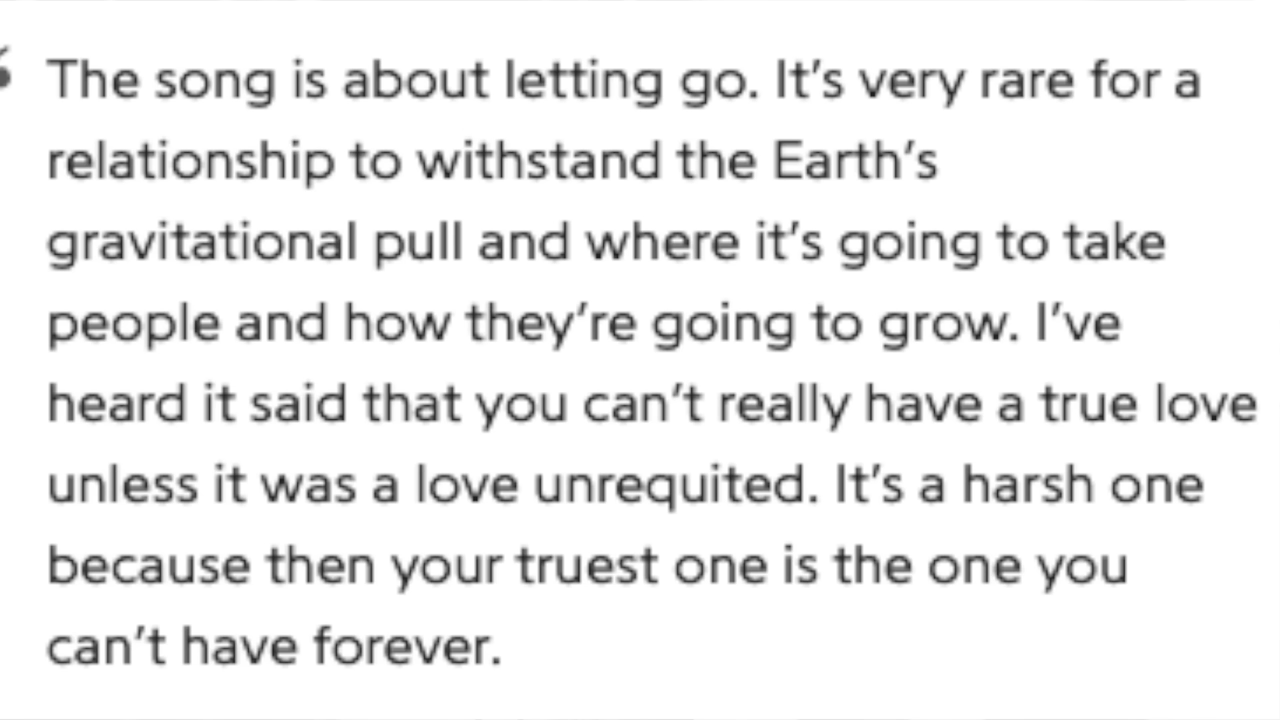 The song is about letting go. It’s very rare for a
relationship to withstand the Earth’s
gravitational pull and where it’s going to take
people and how they’re going to grow. I’ve
heard it said that you can’t really have a true love
unless it was a love unrequited. It’s a harsh one
because then your truest one is the one you
can’t have forever.